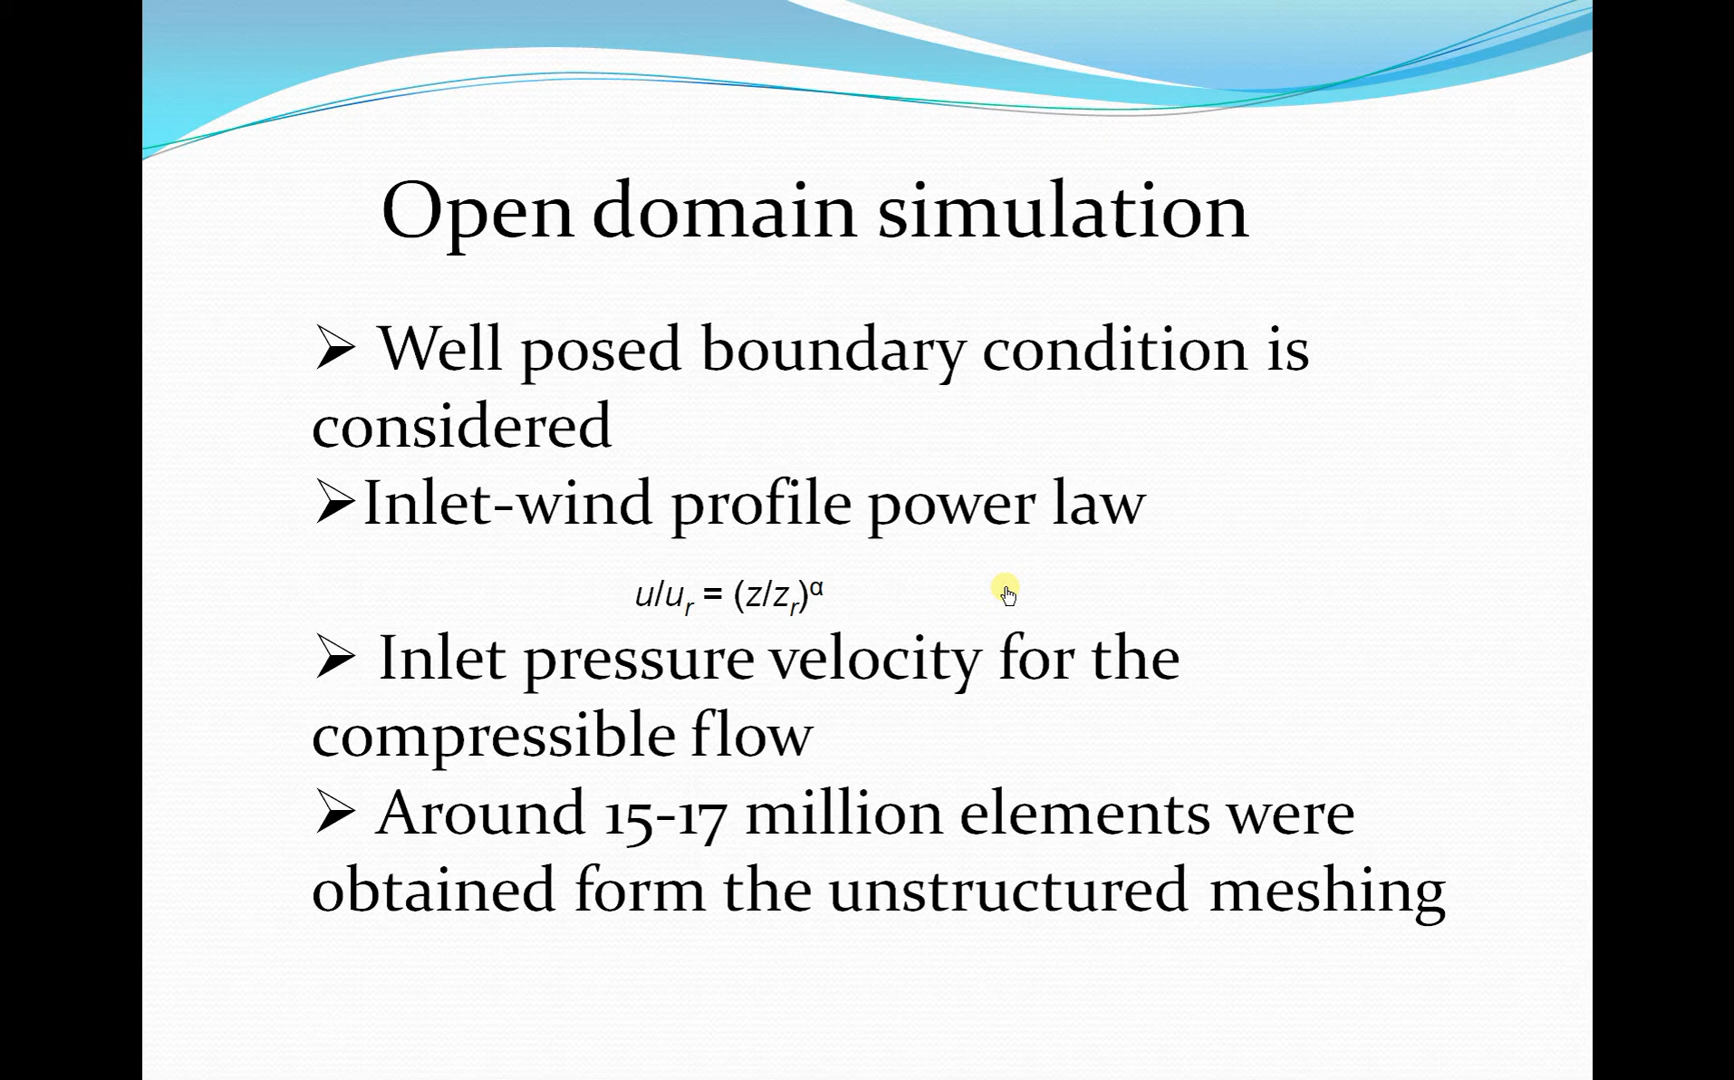 Open domain simulation
➢ Well posed boundary condition is
considered
➢Inlet-wind profile power law
u/uᵣ = (z/zᵣ)ᵅ
➢ Inlet pressure velocity for the
compressible flow
➢ Around 15-17 million elements were
obtained form the unstructured meshing